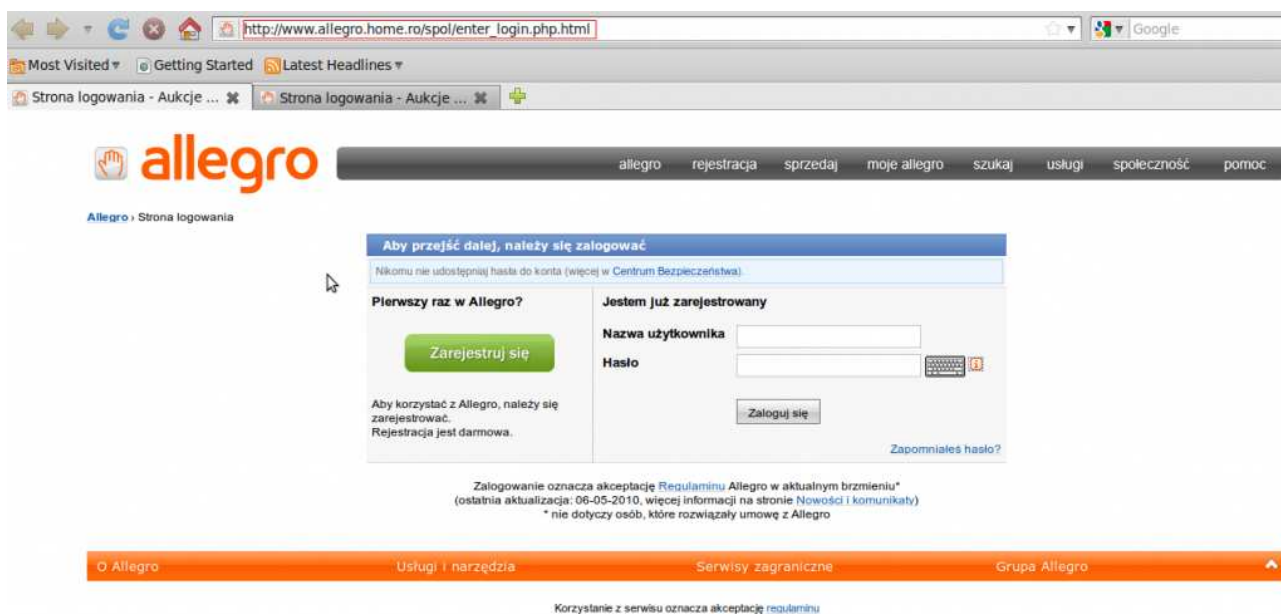 http://www.allegro.home.ro/spol/enter_login.php.html
Google
Most Visited Getting Started Latest Headlines
Strona logowania - Aukcje ... Strona logowania - Aukcje ...
allegro
allegro rejestracja sprzedaj moje allegro szukaj usługi społeczność pomoc
Allegro › Strona logowania
Aby przejść dalej, należy się zalogować
Nikomu nie udostępniaj hasła do konta (więcej w Centrum Bezpieczeństwa).
Pierwszy raz w Allegro?
Zarejestruj się
Aby korzystać z Allegro, należy się
zarejestrować.
Rejestracja jest darmowa.
Jestem już zarejestrowany
Nazwa użytkownika
Hasło
Zaloguj się
Zapomniałeś hasło?
Zalogowanie oznacza akceptację Regulaminu Allegro w aktualnym brzmieniu*
(ostatnia aktualizacja: 06-05-2010, więcej informacji na stronie Nowości i komunikaty)
* nie dotyczy osób, które rozwiązały umowę z Allegro
O Allegro Usługi i narzędzia Serwisy zagraniczne Grupa Allegro
Korzystanie z serwisu oznacza akceptację regulaminu